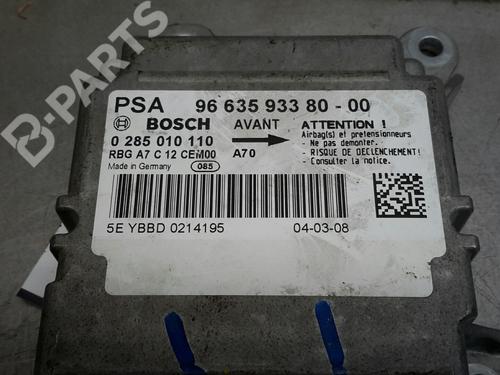 B-PARTS
PSA 96 635 933 80 - 00
BOSCH AVANT ATTENTION !
0 285 010 110
Airbag(s) et pretensionneurs
- Ne pas demonter.
RBG A7 C 12 CEM00 A70
- RISQUE DE DECLENCHEMENT!
- Consulter la notice.
Made in Germany 085
5E YBBD 0214195 04-03-08